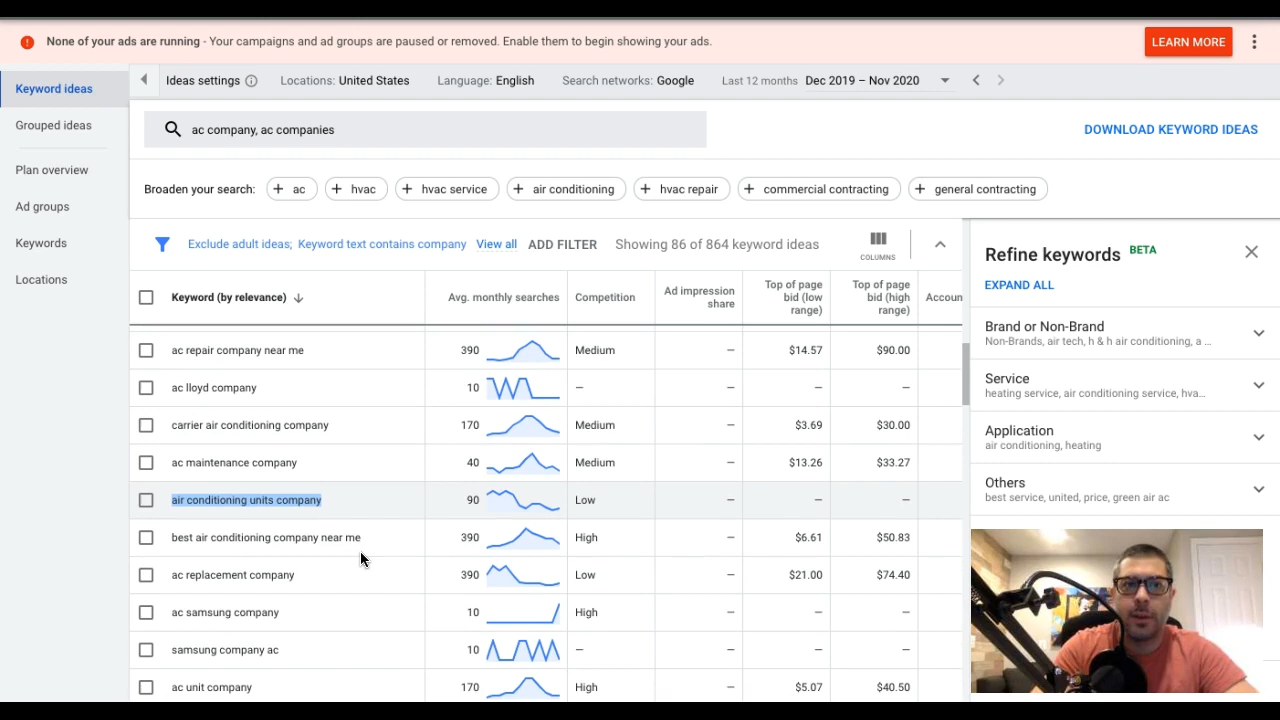 None of your ads are running - Your campaigns and ad groups are paused or removed. Enable them to begin showing your ads.
LEARN MORE
Keyword ideas
Grouped ideas
Plan overview
Ad groups
Keywords
Locations
Ideas settings Locations: United States Language: English Search networks: Google Last 12 months Dec 2019 – Nov 2020
ac company, ac companies
DOWNLOAD KEYWORD IDEAS
Broaden your search: + ac + hvac + hvac service + air conditioning + hvac repair + commercial contracting + general contracting
Exclude adult ideas; Keyword text contains company View all ADD FILTER Showing 86 of 864 keyword ideas
COLUMNS
Keyword (by relevance) Avg. monthly searches Competition Ad impression share Top of page bid (low range) Top of page bid (high range) Accoun
ac repair company near me 390 Medium – $14.57 $90.00
ac lloyd company 10 – – – –
carrier air conditioning company 170 Medium – $3.69 $30.00
ac maintenance company 40 Medium – $13.26 $33.27
air conditioning units company 90 Low – – –
best air conditioning company near me 390 High – $6.61 $50.83
ac replacement company 390 Low – $21.00 $74.40
ac samsung company 10 High – – –
samsung company ac 10 – – – –
ac unit company 170 High – $5.07 $40.50
Refine keywords BETA
EXPAND ALL
Brand or Non-Brand
Non-Brands, air tech, h & h air conditioning, a ...
Service
heating service, air conditioning service, hva...
Application
air conditioning, heating
Others
best service, united, price, green air ac